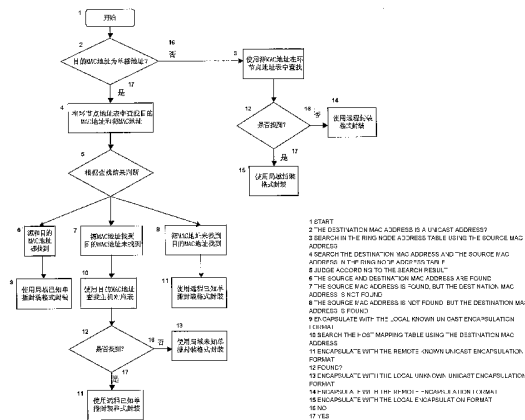 1
开始
2
目的MAC地址为单播地址?
16
否
3
使用源MAC地址在环
节点地址表中查找
17
是
4
在环节点地址表中查找目的
MAC地址和源MAC地址
12
是否找到?
16
否
14
使用远程封装
格式封装
5
根据查找结果判断
17
是
15
使用局域封装
格式封装
6
源和目的
MAC地址
都找到
7
源MAC地址找到
目的MAC地址未找到
8
源MAC地址未找到
目的MAC地址找到
9
使用局域已知单
播封装格式封装
10
使用目的MAC地址
查找主机映射表
11
使用远程已知单
播封装格式封装
12
是否找到?
16
否
13
使用局域未知单
播封装格式封装
17
是
11
使用远程已知单
播封装格式封装
1 START
2 THE DESTINATION MAC ADDRESS IS A UNICAST ADDRESS?
3 SEARCH IN THE RING NODE ADDRESS TABLE USING THE SOURCE MAC
ADDRESS
4 SEARCH THE DESTINATION MAC ADDRESS AND THE SOURCE MAC
ADDRESS IN THE RING NODE ADDRESS TABLE
5 JUDGE ACCORDING TO THE SEARCH RESULT
6 THE SOURCE AND DESTINATION MAC ADDRESS ARE FOUND
7 THE SOURCE MAC ADDRESS IS FOUND, BUT THE DESTINATION MAC
ADDRESS IS NOT FOUND
8 THE SOURCE MAC ADDRESS IS NOT FOUND BUT THE DESTINATION MAC
ADDRESS IS FOUND
9 ENCAPSULATE WITH THE LOCAL KNOWN UNICAST ENCAPSULATION
FORMAT
10 SEARCH THE HOST MAPPING TABLE USING THE DESTINATION MAC
ADDRESS
11 ENCAPSULATE WITH THE REMOTE KNOWN UNICAST ENCAPSULATION
FORMAT
12 FOUND?
13 ENCAPSULATE WITH THE LOCAL UNKNOWN UNICAST ENCAPSULATION
FORMAT
14 ENCAPSULATE WITH THE REMOTE ENCAPSULATION FORMAT
15 ENCAPSULATE WITH THE LOCAL ENCAPSULATION FORMAT
16 NO
17 YES